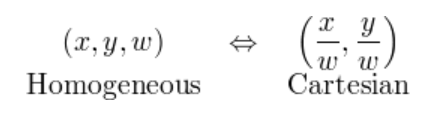 (x, y, w) ⇔ (x/w, y/w)
Homogeneous Cartesian